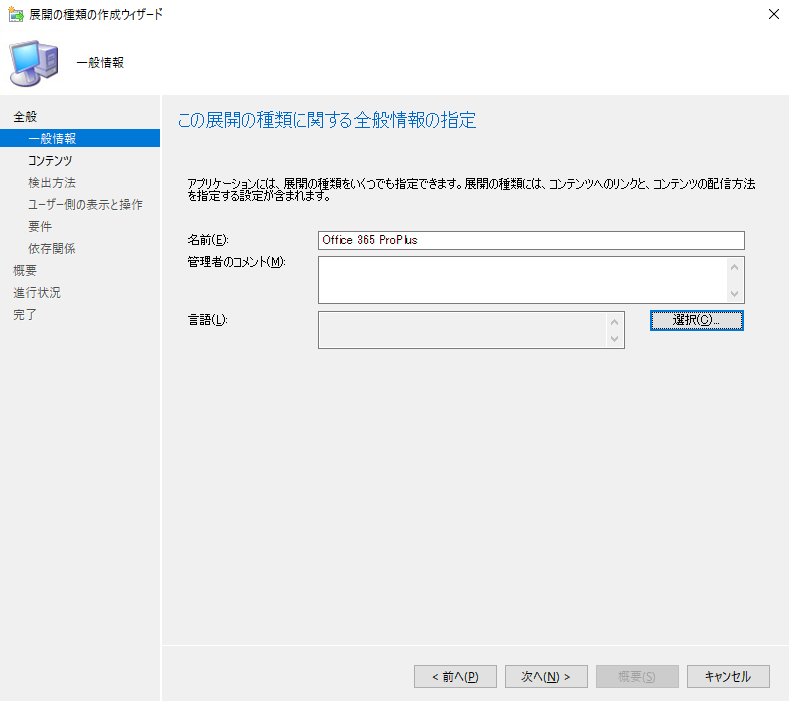 展開の種類の作成ウィザード
一般情報
全般
一般情報
コンテンツ
検出方法
ユーザー側の表示と操作
要件
依存関係
概要
進行状況
完了
この展開の種類に関する全般情報の指定
アプリケーションには、展開の種類をいくつでも指定できます。展開の種類には、コンテンツへのリンクと、コンテンツの配信方法
を指定する設定が含まれます。
名前(E): Office 365 ProPlus
管理者のコメント(M):
言語(L): 選択(C)...
< 前へ(P) 次へ(N) > 概要(S) キャンセル